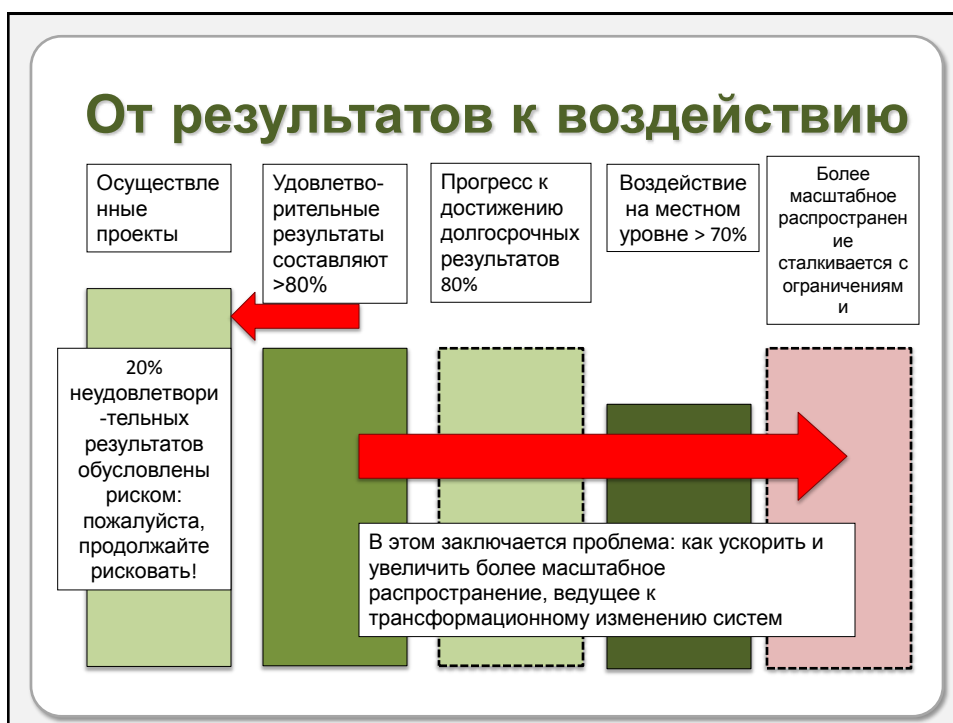 От результатов к воздействию
Осуществле
нные
проекты
Удовлетво-
рительные
результаты
составляют
>80%
Прогресс к
достижению
долгосрочных
результатов
80%
Воздействие
на местном
уровне > 70%
Более
масштабное
распространен
ие
сталкивается с
ограничениям
и
20%
неудовлетвори
-тельных
результатов
обусловлены
риском:
пожалуйста,
продолжайте
рисковать!
В этом заключается проблема: как ускорить и
увеличить более масштабное
распространение, ведущее к
трансформационному изменению систем